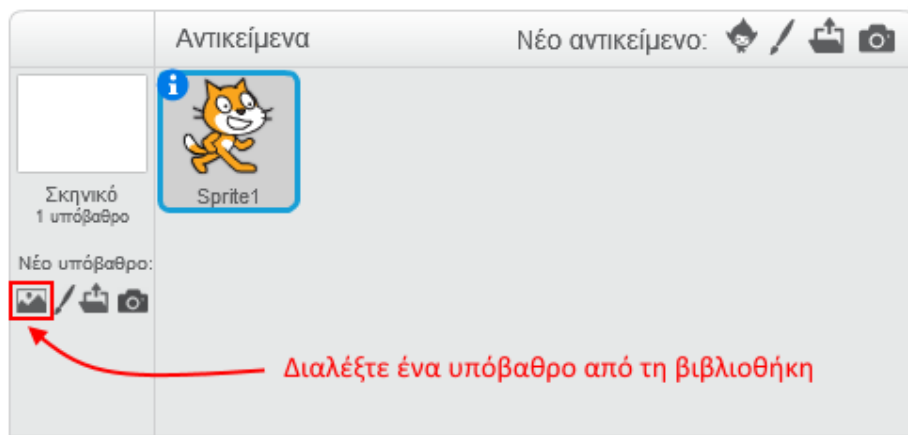 Αντικείμενα
Νέο αντικείμενο:
Sprite1
Σκηνικό
1 υπόβαθρο
Νέο υπόβαθρο:
Διαλέξτε ένα υπόβαθρο από τη βιβλιοθήκη